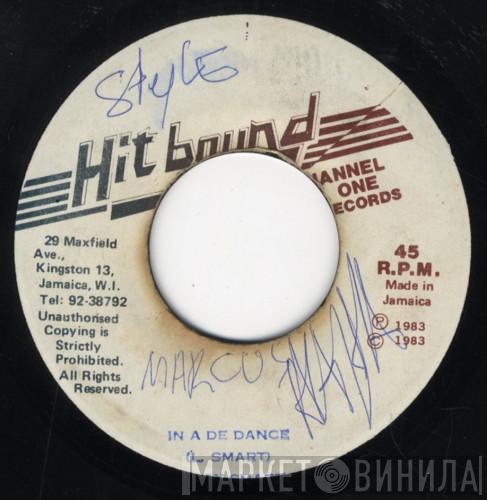 Style
Hit bound
CHANNEL
ONE
RECORDS
29 Maxfield
Ave.,
Kingston 13,
Jamaica, W.I.
Tel: 92-38792
Unauthorised
Copying is
Strictly
Prohibited.
All Rights
Reserved.
45
R.P.M.
Made in
Jamaica
℗ 1983
© 1983
MARCUS
IN A DE DANCE
(L. SMART)
МАРКЕТ ВИНИЛА